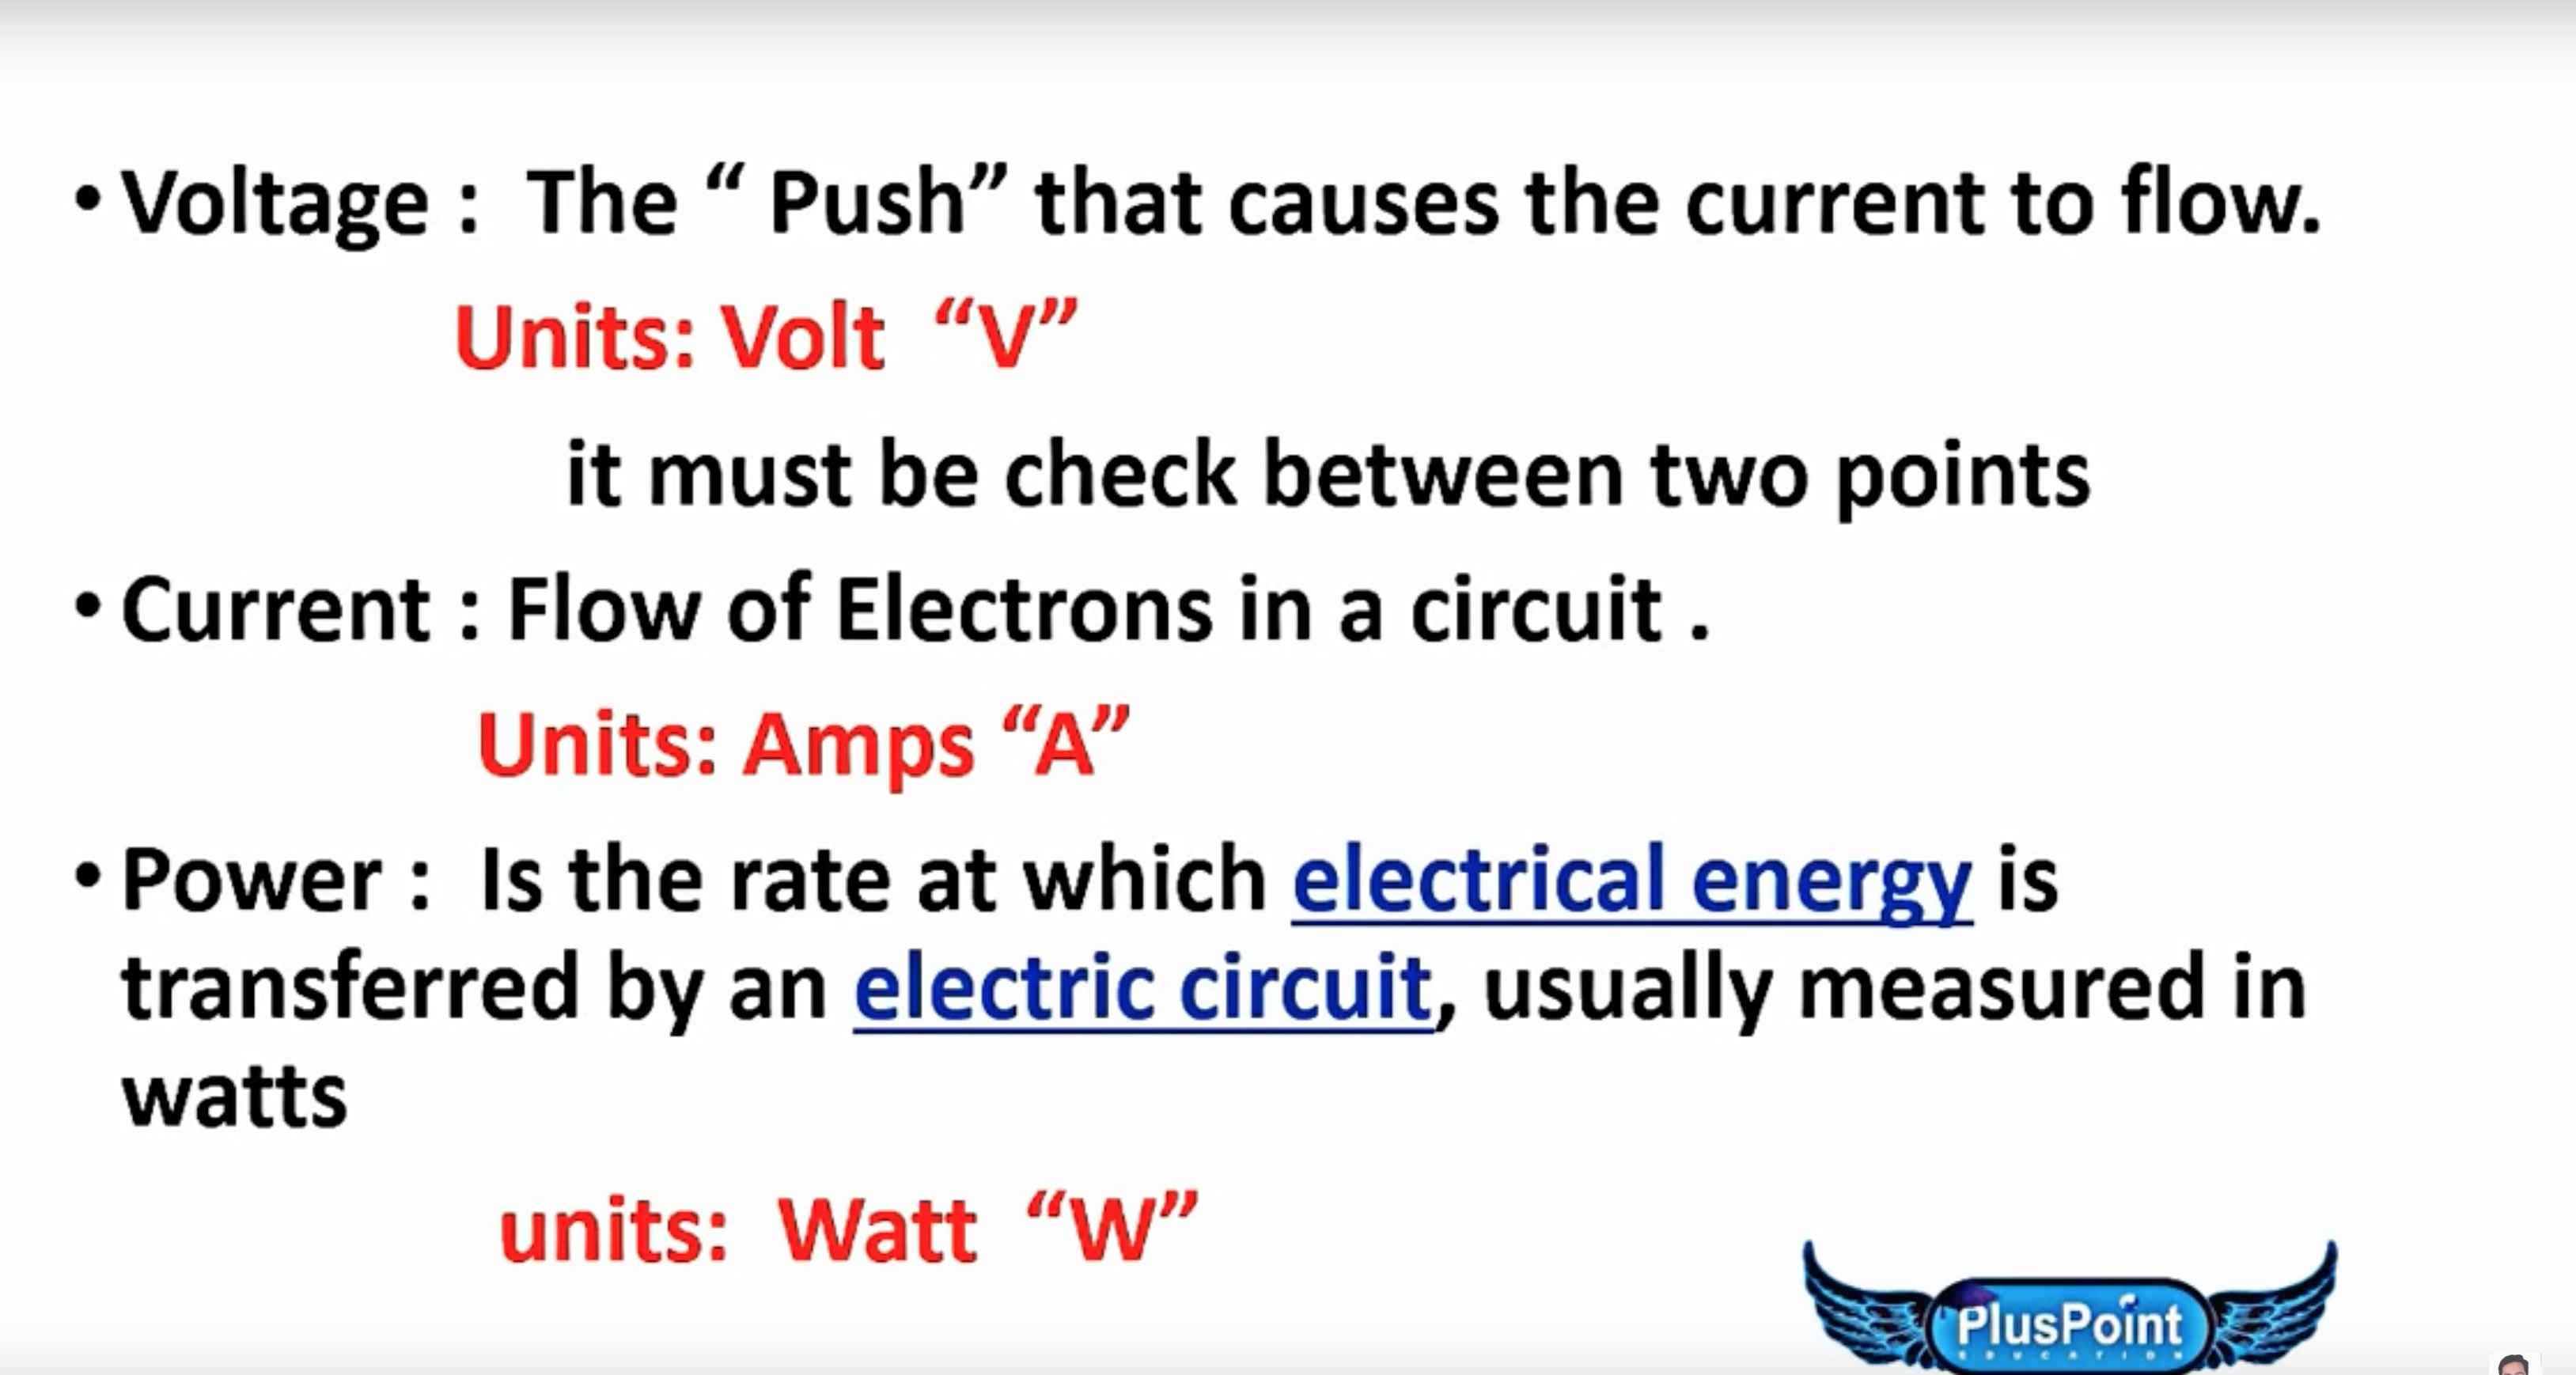 • Voltage :  The “ Push” that causes the current to flow.
Units: Volt  “V”
it must be check between two points
• Current : Flow of Electrons in a circuit .
Units: Amps “A”
• Power :  Is the rate at which electrical energy is
transferred by an electric circuit, usually measured in
watts
units:  Watt  “W”
PlusPoint
EDUCATION